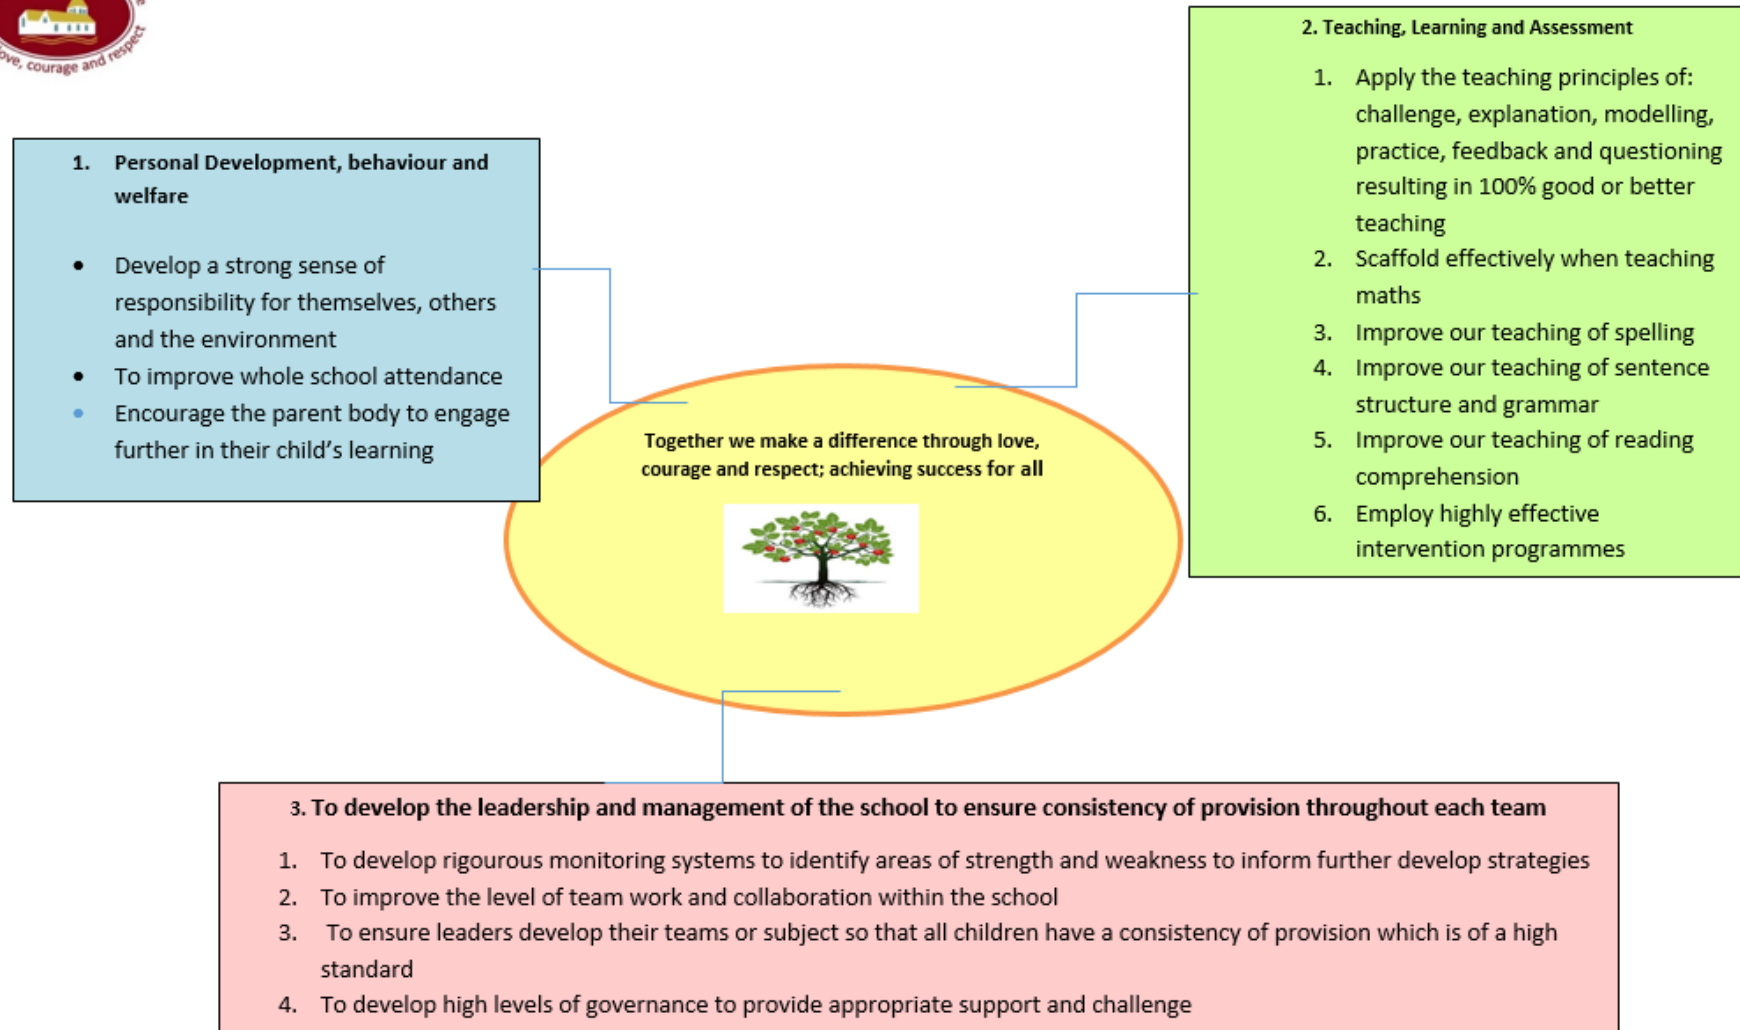 love, courage and respect
1. Personal Development, behaviour and
welfare
• Develop a strong sense of
responsibility for themselves, others
and the environment
• To improve whole school attendance
• Encourage the parent body to engage
further in their child's learning
2. Teaching, Learning and Assessment
1. Apply the teaching principles of:
challenge, explanation, modelling,
practice, feedback and questioning
resulting in 100% good or better
teaching
2. Scaffold effectively when teaching
maths
3. Improve our teaching of spelling
4. Improve our teaching of sentence
structure and grammar
5. Improve our teaching of reading
comprehension
6. Employ highly effective
intervention programmes
Together we make a difference through love,
courage and respect; achieving success for all
3. To develop the leadership and management of the school to ensure consistency of provision throughout each team
1. To develop rigourous monitoring systems to identify areas of strength and weakness to inform further develop strategies
2. To improve the level of team work and collaboration within the school
3. To ensure leaders develop their teams or subject so that all children have a consistency of provision which is of a high
standard
4. To develop high levels of governance to provide appropriate support and challenge